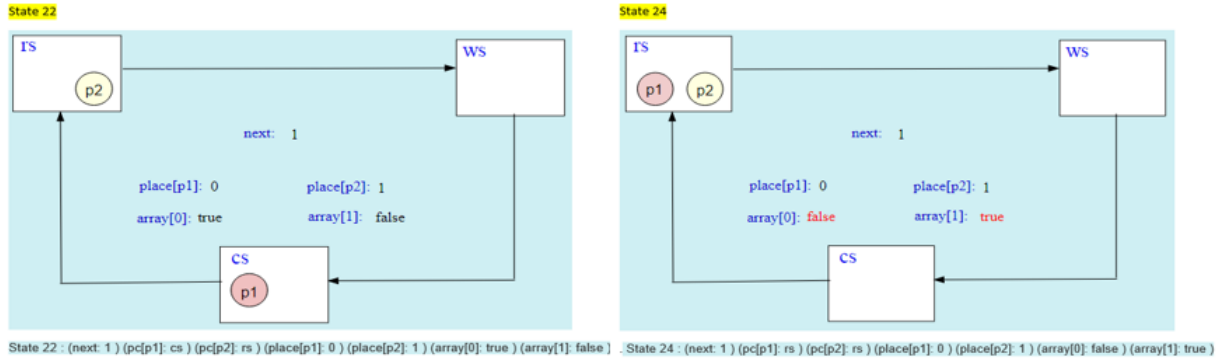 State 22
rs
p2
ws
next: 1
place[p1]: 0
place[p2]: 1
array[0]: true
array[1]: false
cs
p1
State 22 : (next: 1 ) (pc[p1]: cs ) (pc[p2]: rs ) (place[p1]: 0 ) (place[p2]: 1 ) (array[0]: true ) (array[1]: false )
State 24
rs
p1
p2
ws
next: 1
place[p1]: 0
place[p2]: 1
array[0]: false
array[1]: true
cs
. State 24 : (next: 1 ) (pc[p1]: rs ) (pc[p2]: rs ) (place[p1]: 0 ) (place[p2]: 1 ) (array[0]: false ) (array[1]: true )